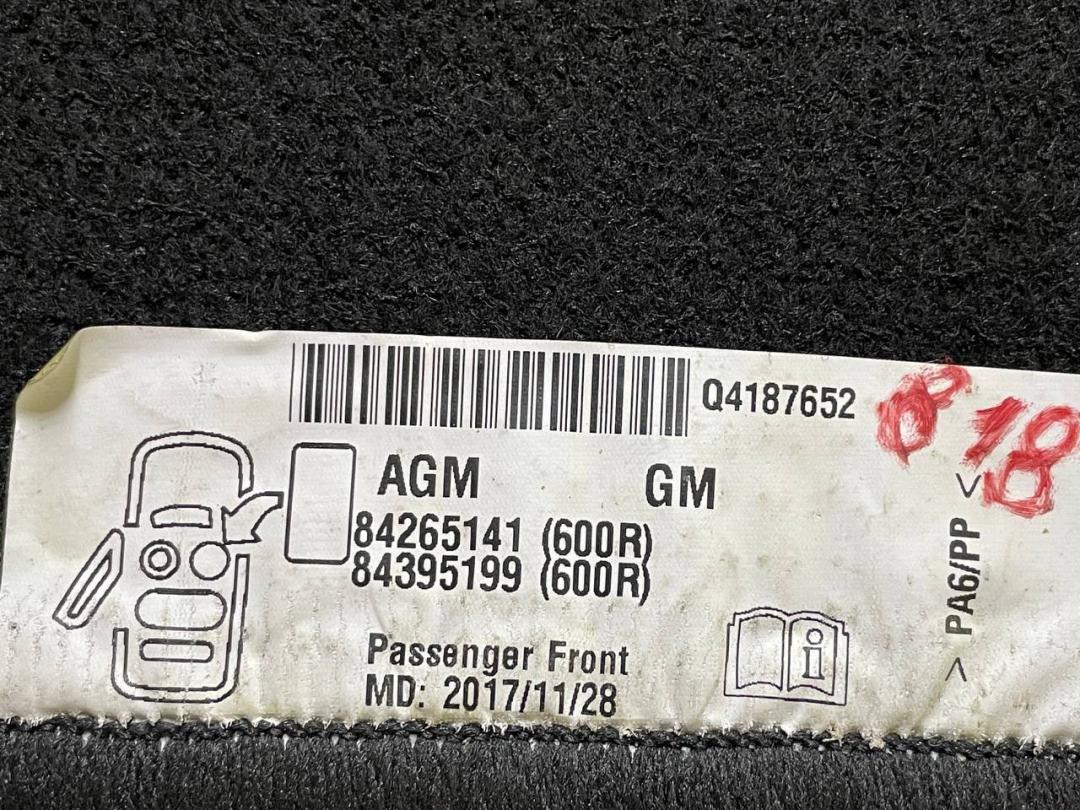 Q4187652
8 18
AGM GM
84265141 (600R)
84395199 (600R)
> PA6/PP <
Passenger Front
MD: 2017/11/28
i